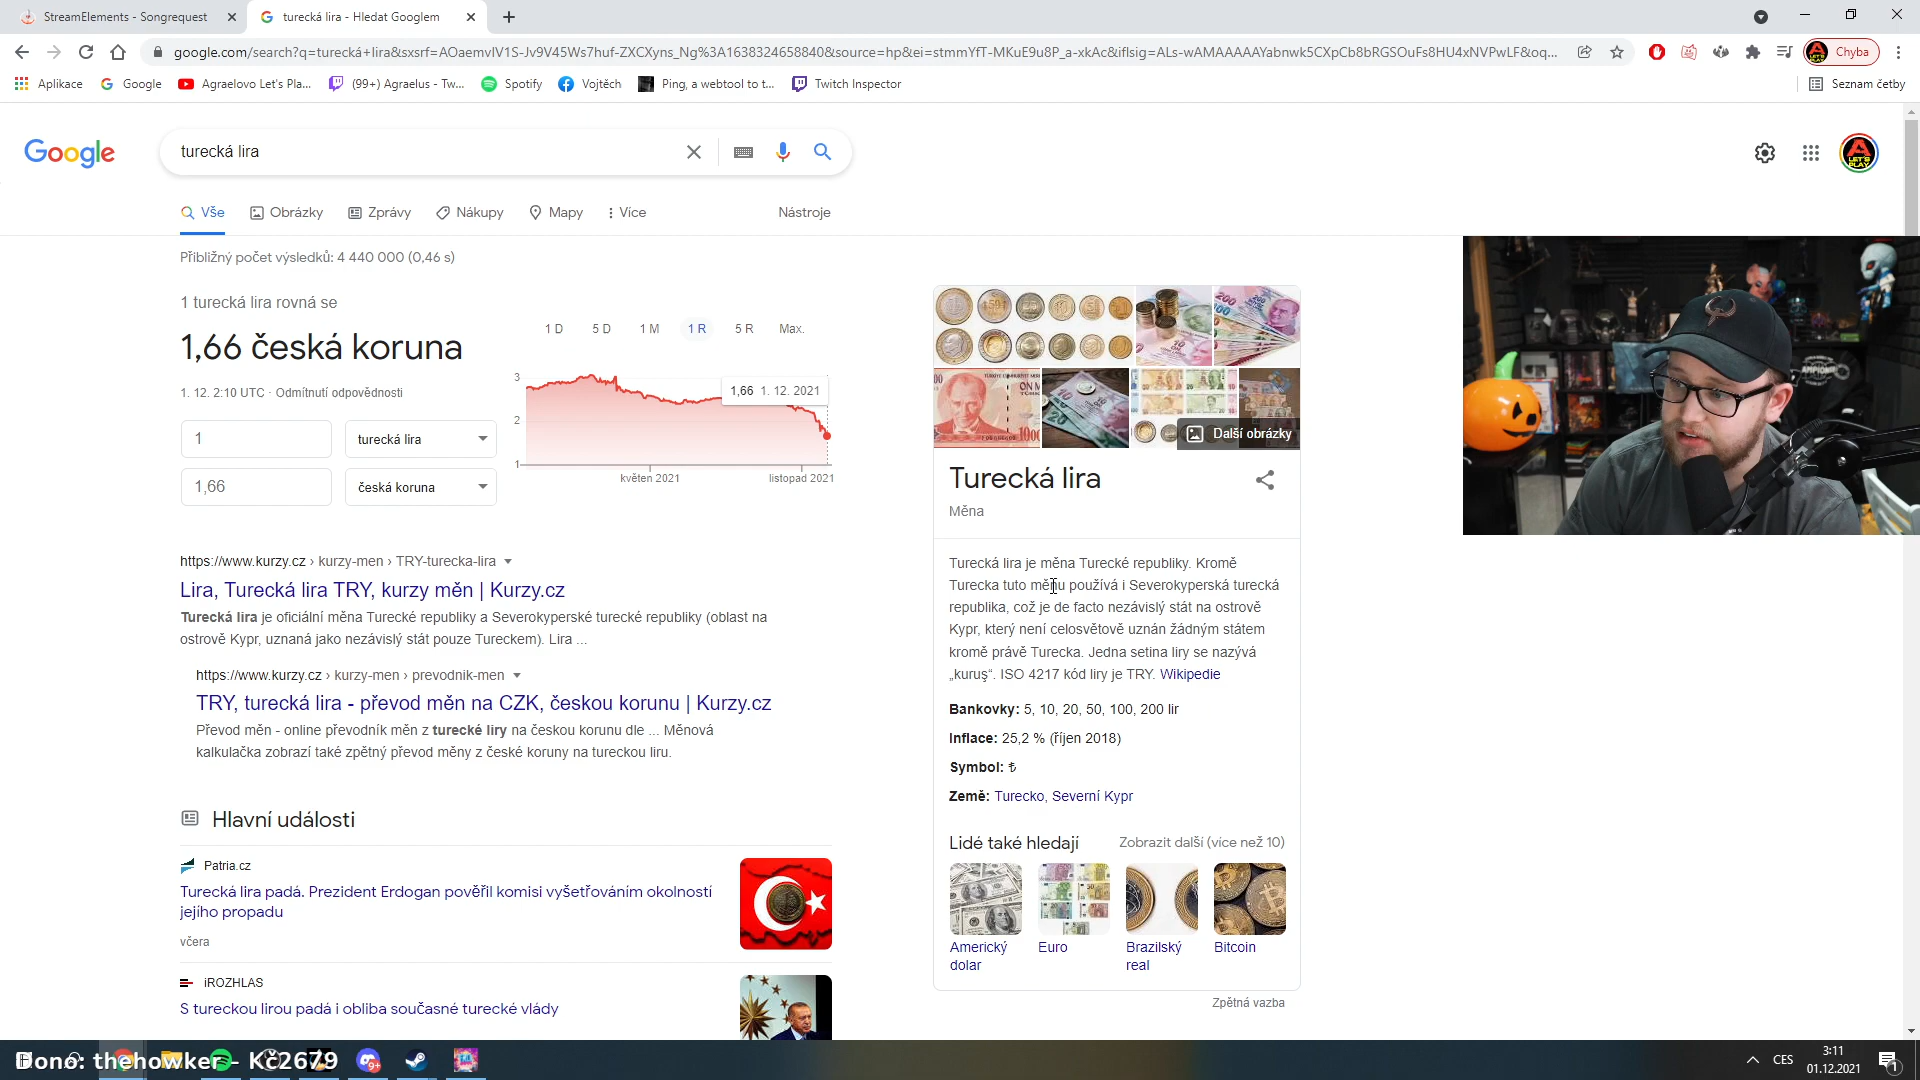 StreamElements - Songrequest
turecká lira - Hledat Googlem
google.com/search?q=turecká+lira&sxsrf=AOaemvIV1S-Jv9V45Ws7huf-ZXCXyns_Ng%3A1638324658840&source=hp&ei=stmmYfT-MKuE9u8P_a-xkAc&iflsig=ALs-wAMAAAAAYabnwk5CXpCb8bRGSOuFs8HU4xNVPwLF&oq...
Chyba
Aplikace
Google
Agraelovo Let's Pla...
(99+) Agraelus - Tw...
Spotify
Vojtěch
Ping, a webtool to t...
Twitch Inspector
Seznam četby
Google
turecká lira
Vše
Obrázky
Zprávy
Nákupy
Mapy
Více
Nástroje
Přibližný počet výsledků: 4 440 000 (0,46 s)
1 turecká lira rovná se
1,66 česká koruna
1. 12. 2:10 UTC · Odmítnutí odpovědnosti
1 turecká lira
1,66 česká koruna
1 D 5 D 1 M 1 R 5 R Max.
3
2
1
1,66 1. 12. 2021
květen 2021
listopad 2021
https://www.kurzy.cz › kurzy-men › TRY-turecka-lira
Lira, Turecká lira TRY, kurzy měn | Kurzy.cz
Turecká lira je oficiální měna Turecké republiky a Severokyperské turecké republiky (oblast na
ostrově Kypr, uznaná jako nezávislý stát pouze Tureckem). Lira ...
https://www.kurzy.cz › kurzy-men › prevodnik-men
TRY, turecká lira - převod měn na CZK, českou korunu | Kurzy.cz
Převod měn - online převodník měn z turecké liry na českou korunu dle ... Měnová
kalkulačka zobrazí také zpětný převod měny z české koruny na tureckou liru.
Hlavní události
Patria.cz
Turecká lira padá. Prezident Erdogan pověřil komisi vyšetřováním okolností
jejího propadu
včera
iROZHLAS
S tureckou lirou padá i obliba současné turecké vlády
Další obrázky
Turecká lira
Měna
Turecká lira je měna Turecké republiky. Kromě
Turecka tuto měnu používá i Severokyperská turecká
republika, což je de facto nezávislý stát na ostrově
Kypr, který není celosvětově uznán žádným státem
kromě právě Turecka. Jedna setina liry se nazývá
„kuruş“. ISO 4217 kód liry je TRY. Wikipedie
Bankovky: 5, 10, 20, 50, 100, 200 lir
Inflace: 25,2 % (říjen 2018)
Symbol: ₺
Země: Turecko, Severní Kypr
Lidé také hledají
Zobrazit další (více než 10)
Americký
dolar
Euro
Brazilský
real
Bitcoin
Zpětná vazba
Dono: thehowker - Kč2679
CES
3:11
01.12.2021